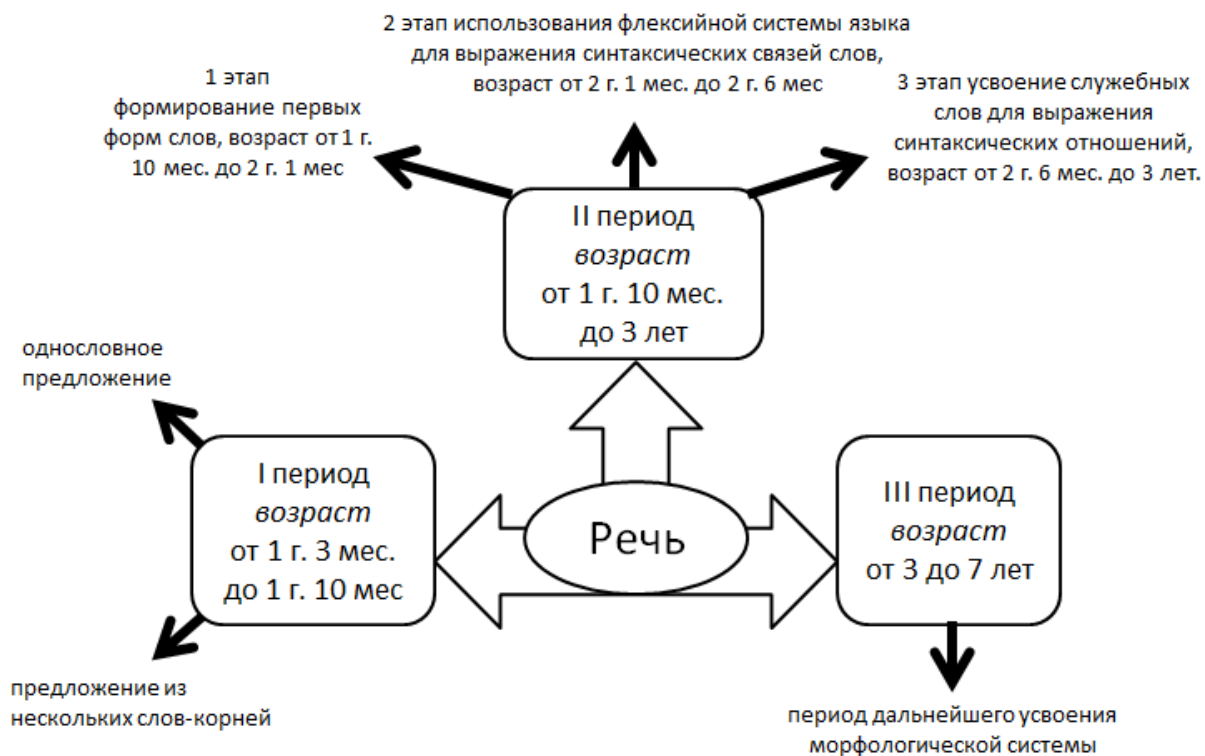 2 этап использования флексийной системы языка
для выражения синтаксических связей слов,
возраст от 2 г. 1 мес. до 2 г. 6 мес
1 этап
формирование первых
форм слов, возраст от 1 г.
10 мес. до 2 г. 1 мес
3 этап усвоение служебных
слов для выражения
синтаксических отношений,
возраст от 2 г. 6 мес. до 3 лет.
II период
возраст
от 1 г. 10 мес.
до 3 лет
однословное
предложение
I период
возраст
от 1 г. 3 мес.
до 1 г. 10 мес
Речь
III период
возраст
от 3 до 7 лет
предложение из
нескольких слов-корней
период дальнейшего усвоения
морфологической системы